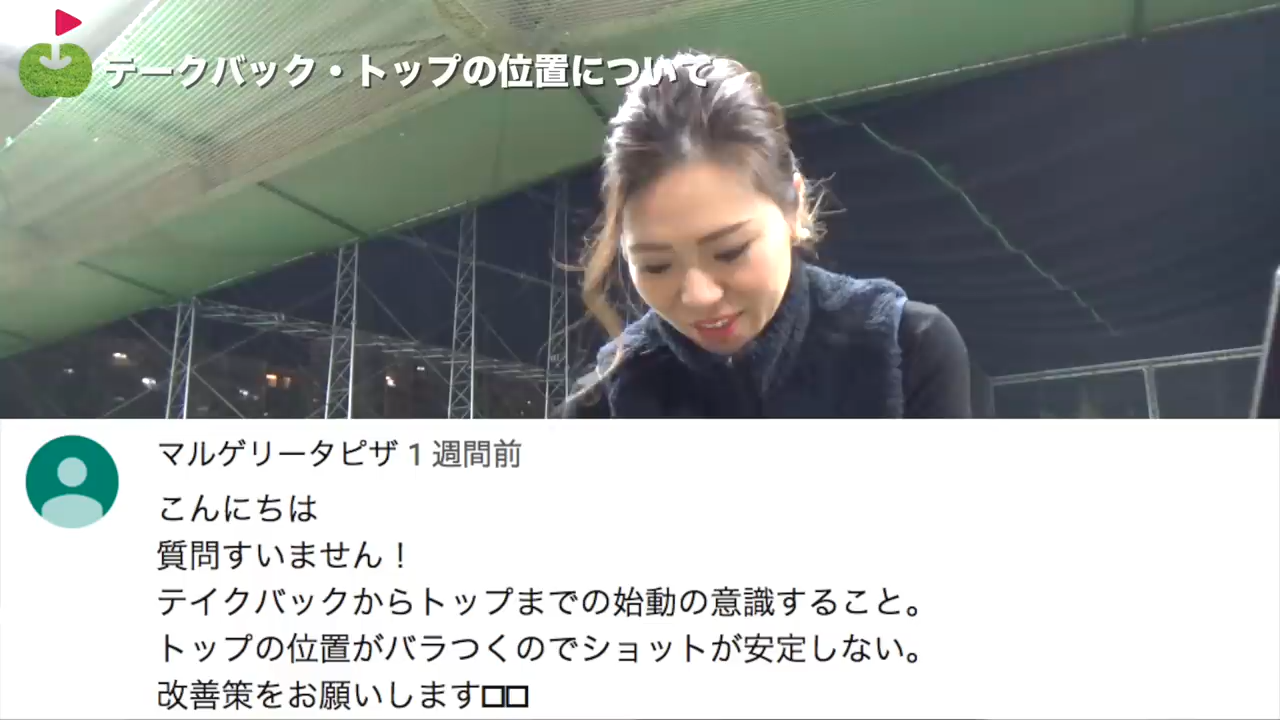 テークバック・トップの位置について
マルゲリータピザ 1 週間前
こんにちは
質問すいません！
テイクバックからトップまでの始動の意識すること。
トップの位置がバラつくのでショットが安定しない。
改善策をお願いします□□